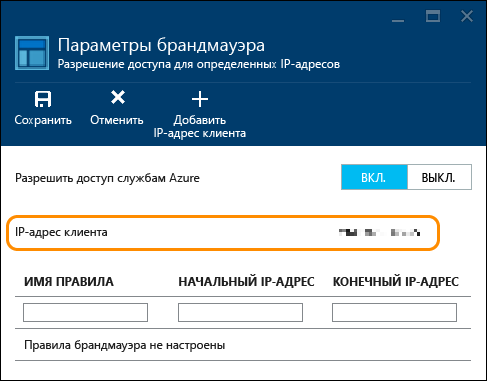 Параметры брандмауэра
Разрешение доступа для определенных IP-адресов
Сохранить
Отменить
Добавить
IP-адрес клиента
Разрешить доступ службам Azure
ВКЛ.
ВЫКЛ.
IP-адрес клиента
ИМЯ ПРАВИЛА
НАЧАЛЬНЫЙ IP-АДРЕС
КОНЕЧНЫЙ IP-АДРЕС
Правила брандмауэра не настроены